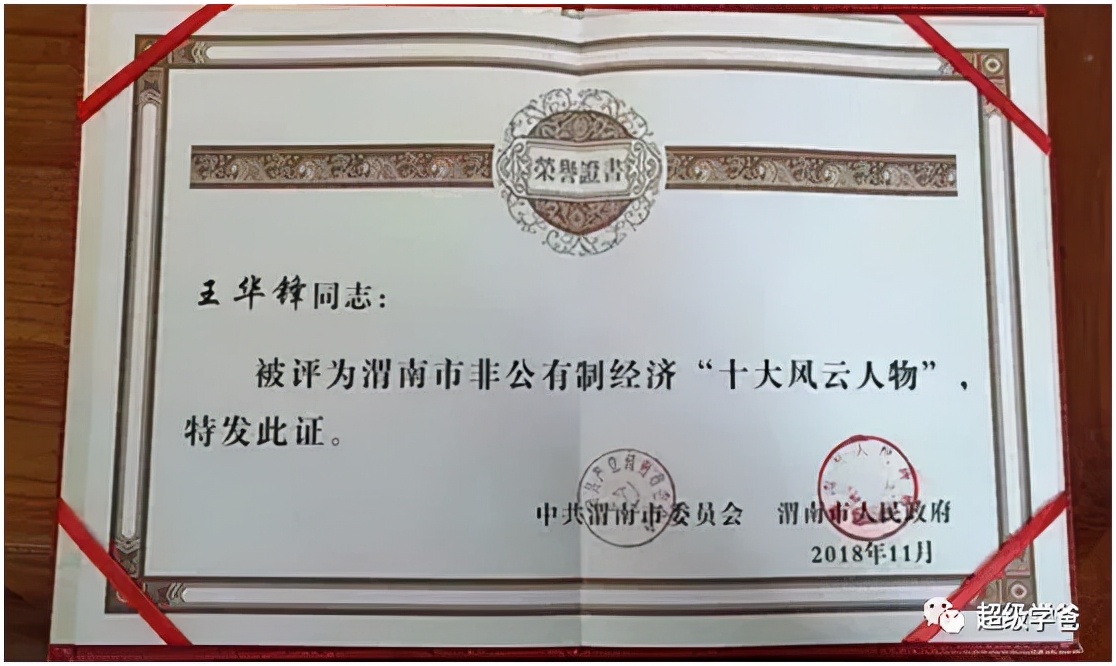 荣誉證書
王华锋同志：
被评为渭南市非公有制经济“十大风云人物”，
特发此证。
中共渭南市委员会 渭南市人民政府
2018年11月
超级学爸